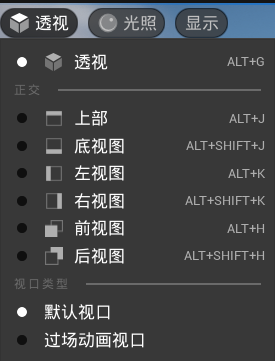 透视 光照 显示
透视 ALT+G
正交
上部 ALT+J
底视图 ALT+SHIFT+J
左视图 ALT+K
右视图 ALT+SHIFT+K
前视图 ALT+H
后视图 ALT+SHIFT+H
视口类型
默认视口
过场动画视口